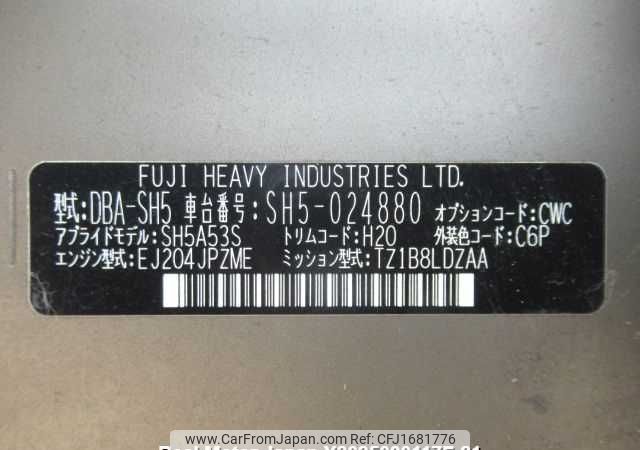 FUJI HEAVY INDUSTRIES LTD.
型式:DBA-SH5 車台番号:SH5-024880 オプションコード:CWC
アプライドモデル:SH5A53S トリムコード:H20 外装色コード:C6P
エンジン型式:EJ204JPZME ミッション型式:TZ1B8LDZAA
www.CarFromJapan.com - Ref No CFJ1681776